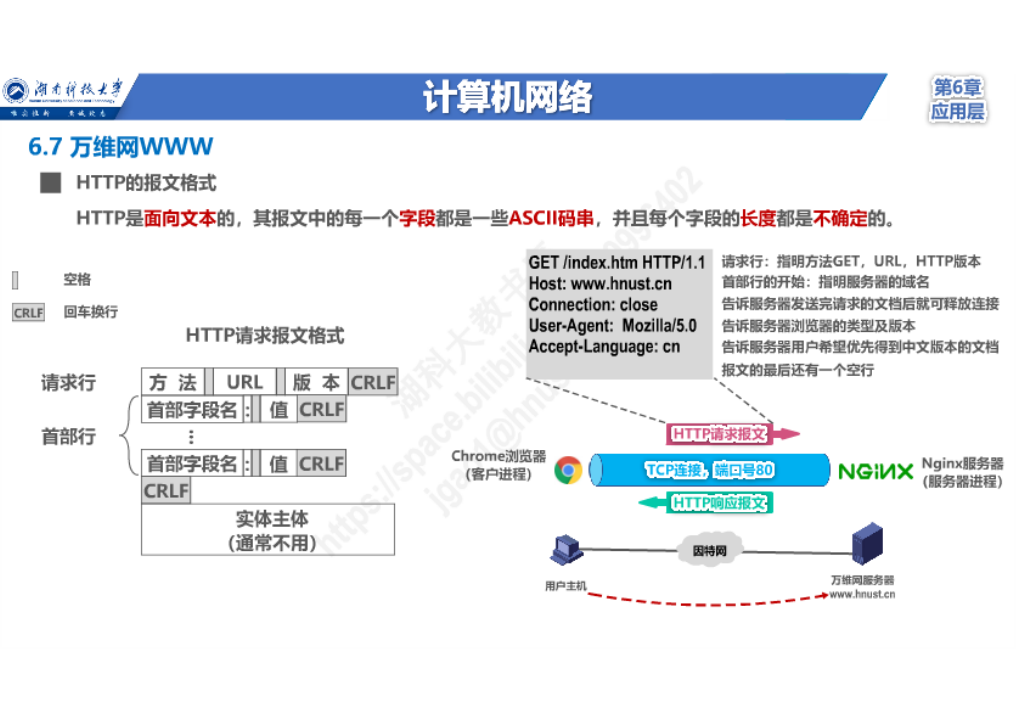 湖南科技大学
计算机网络
第6章
应用层
6.7 万维网WWW
HTTP的报文格式
HTTP是面向文本的，其报文中的每一个字段都是一些ASCII码串，并且每个字段的长度都是不确定的。
空格
CRLF 回车换行
HTTP请求报文格式
请求行
方 法 URL 版 本 CRLF
首部行
首部字段名 : 值 CRLF
⋮
首部字段名 : 值 CRLF
CRLF
实体主体
(通常不用)
GET /index.htm HTTP/1.1
Host: www.hnust.cn
Connection: close
User-Agent: Mozilla/5.0
Accept-Language: cn
请求行：指明方法GET，URL，HTTP版本
首部行的开始：指明服务器的域名
告诉服务器发送完请求的文档后就可释放连接
告诉服务器浏览器的类型及版本
告诉服务器用户希望优先得到中文版本的文档
报文的最后还有一个空行
HTTP请求报文
Chrome浏览器
(客户进程)
TCP连接，端口号80
NGINX
Nginx服务器
(服务器进程)
HTTP响应报文
因特网
用户主机
万维网服务器
www.hnust.cn